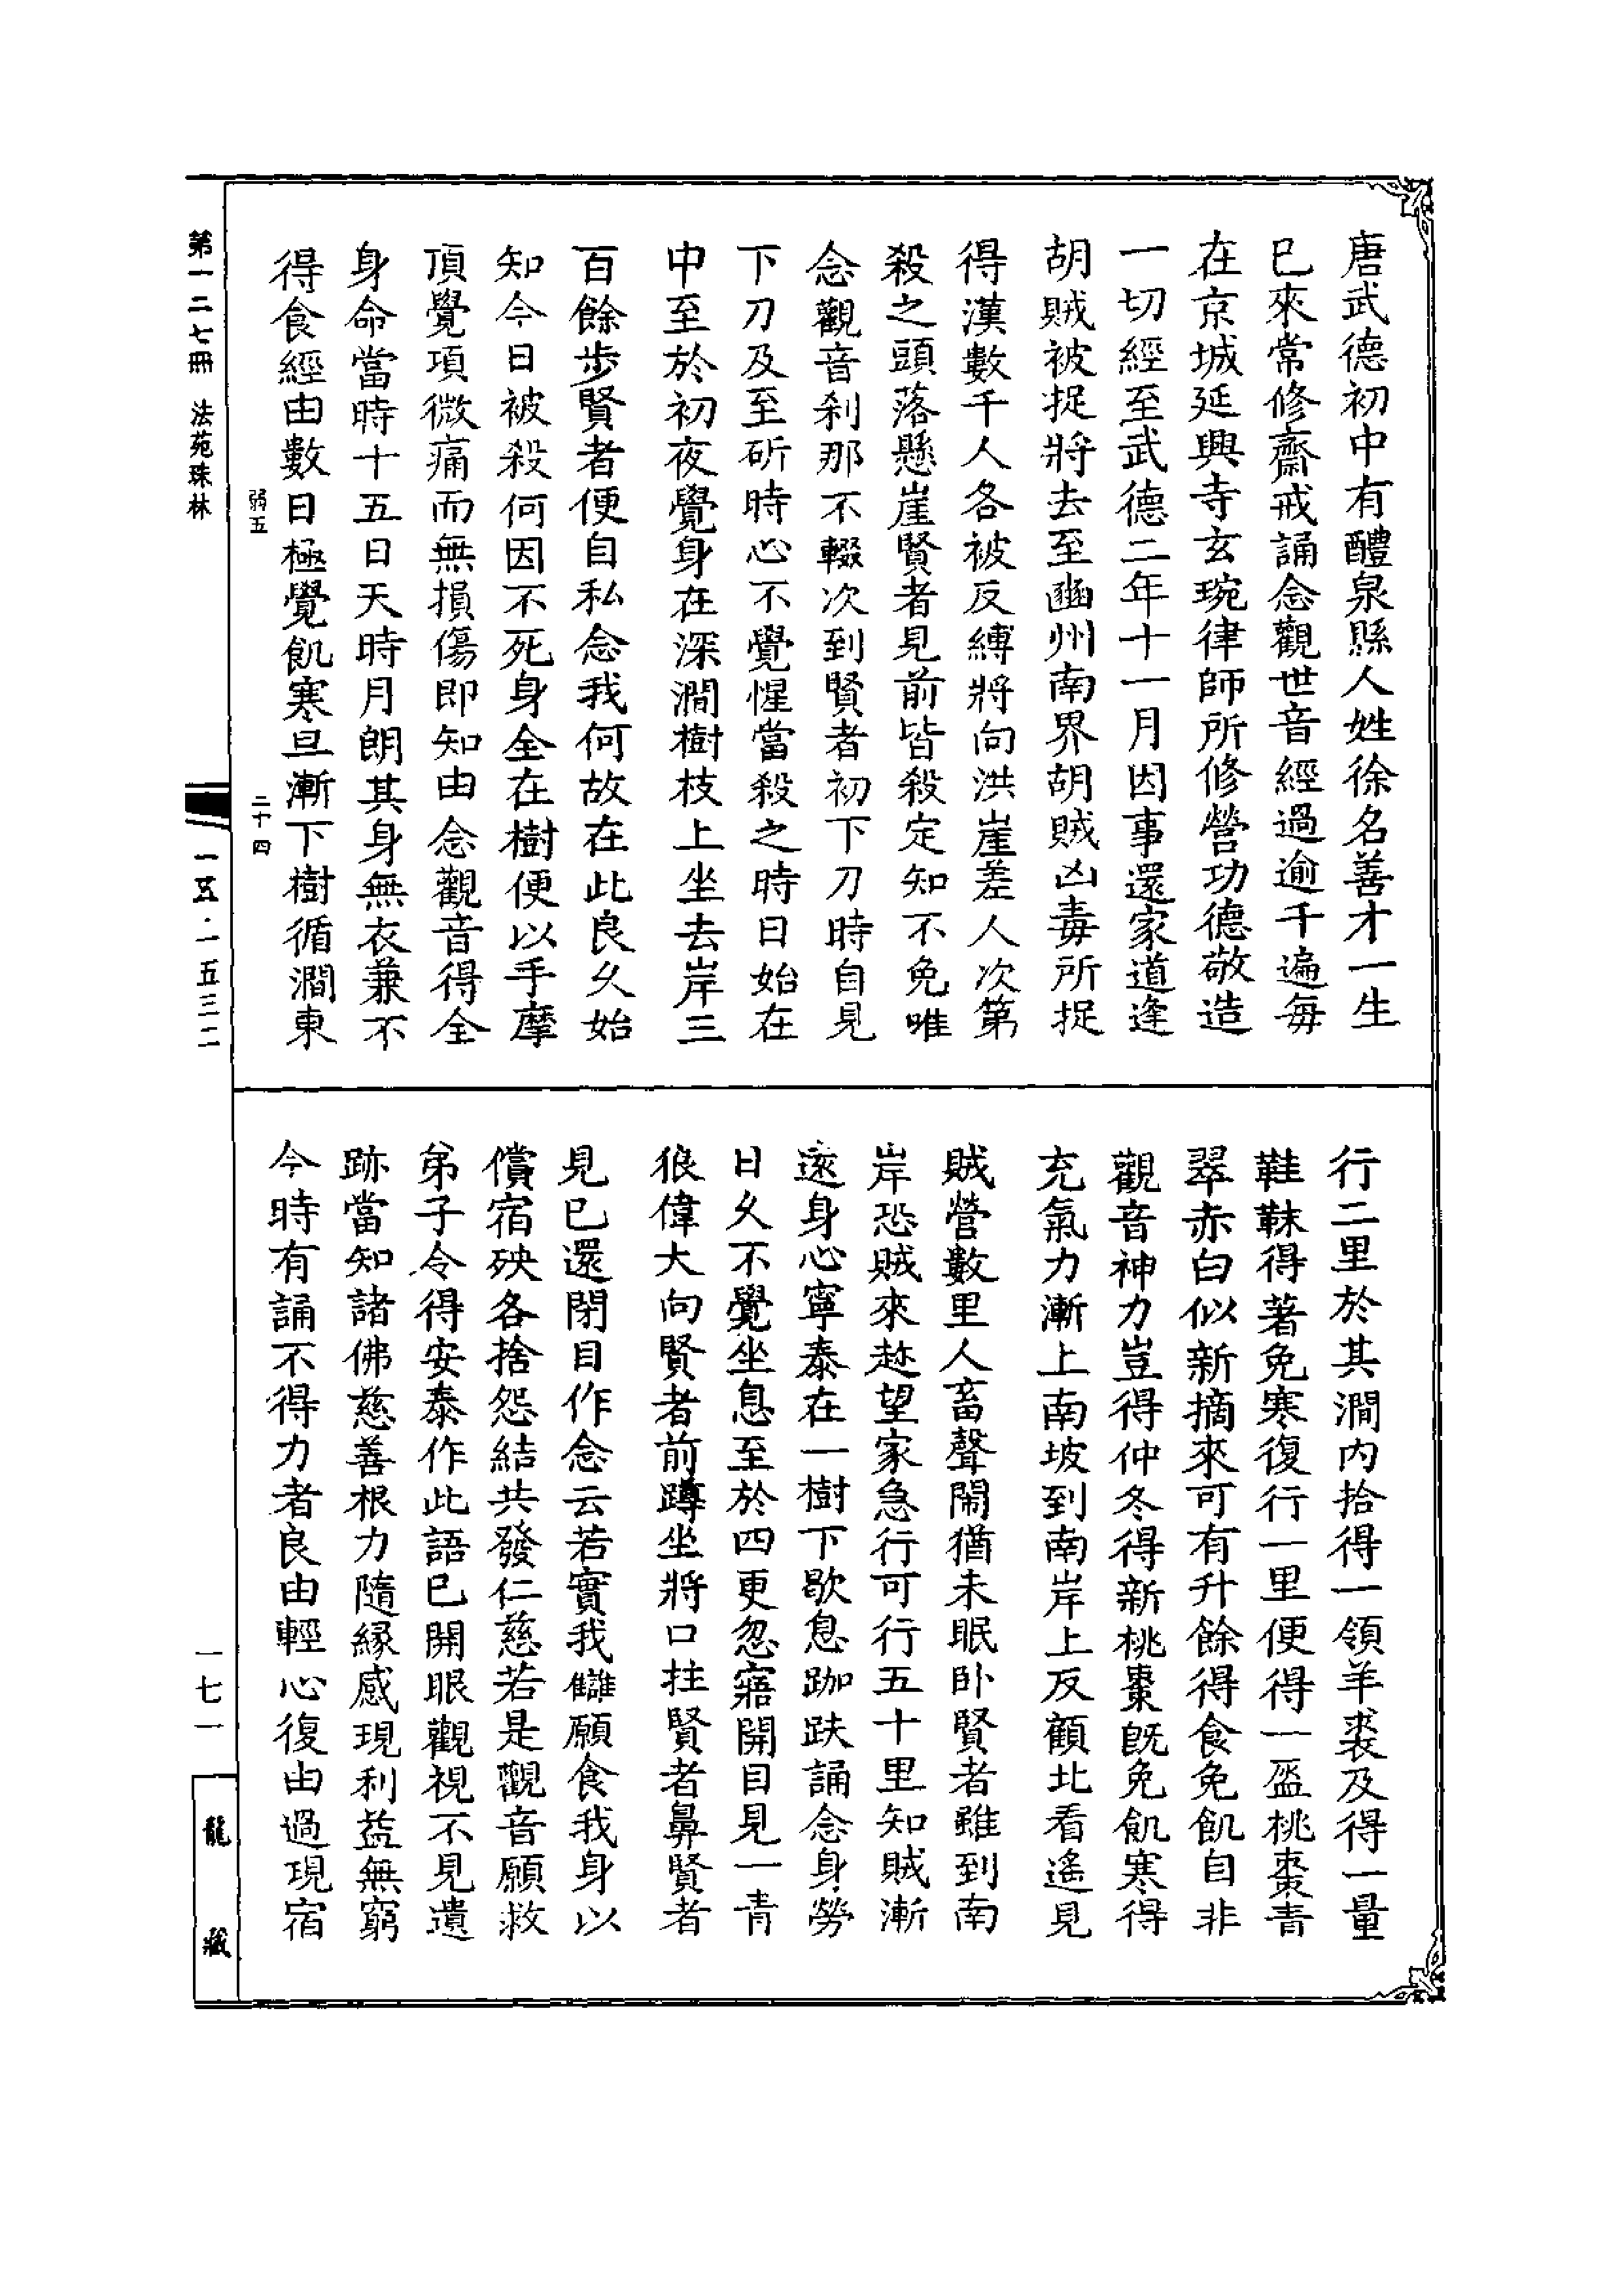 唐武德初中有醴泉縣人姓徐名善才一生
已來常修齋戒誦念觀世音經過逾千遍每
在京城延興寺玄琬律師所修營功德敬造
一切經至武德二年十一月因事還家道逢
胡賊被捉將去至豳州南界胡賊凶毒所捉
得漢數千人各被反縛將向洪崖差人次第
殺之頭落懸崖賢者見前皆殺定知不免唯
念觀音刹那不輟次到賢者初下刀時自見
下刀及至斫時心不覺惺當殺之時日始在
中至於初夜覺身在深澗樹枝上坐去岸三
百餘步賢者便自私念我何故在此良久始
知今日被殺何因不死身全在樹便以手摩
頂覺項微痛而無損傷即知由念觀音得全
身命當時十五日天時月朗其身無衣兼不
得食經由數日極覺飢寒旦漸下樹循澗東
行二里於其澗內拾得一領羊裘及得一量
鞋靺得著免寒復行一里便得一盔桃棗青
翠赤白似新摘來可有升餘得食免飢自非
觀音神力豈得仲冬得新桃棗既免飢寒得
充氣力漸上南坡到南岸上反顧北看遙見
賊營數里人畜聲鬧猶未眠卧賢者雖到南
岸恐賊來趂望家急行可行五十里知賊漸
遠身心寧泰在一樹下歇息跏趺誦念身勞
日久不覺坐息至於四更忽寤開目見一青
狼偉大向賢者前蹲坐將口拄賢者鼻賢者
見已還閉目作念云若實我讎願食我身以
償宿殃各捨怨結共發仁慈若是觀音願救
弟子令得安泰作此語已開眼觀視不見遺
跡當知諸佛慈善根力隨緣感現利益無窮
今時有誦不得力者良由輕心復由過現宿
弱五
二十四
第一二七冊 法苑珠林
一五·一五三二
一七一
龍藏